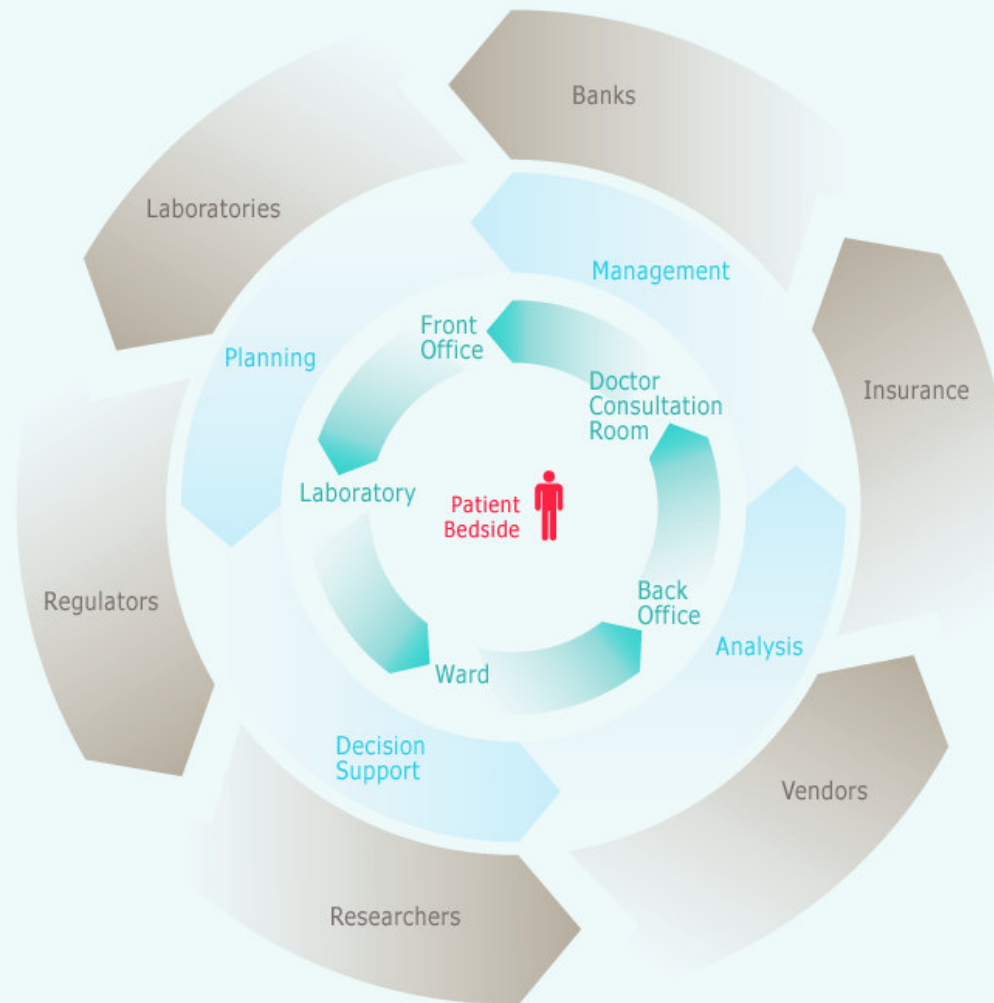 Banks
Laboratories
Management
Front
Office
Planning
Doctor
Consultation
Room
Insurance
Laboratory
Patient
Bedside
Regulators
Back
Office
Analysis
Ward
Decision
Support
Vendors
Researchers